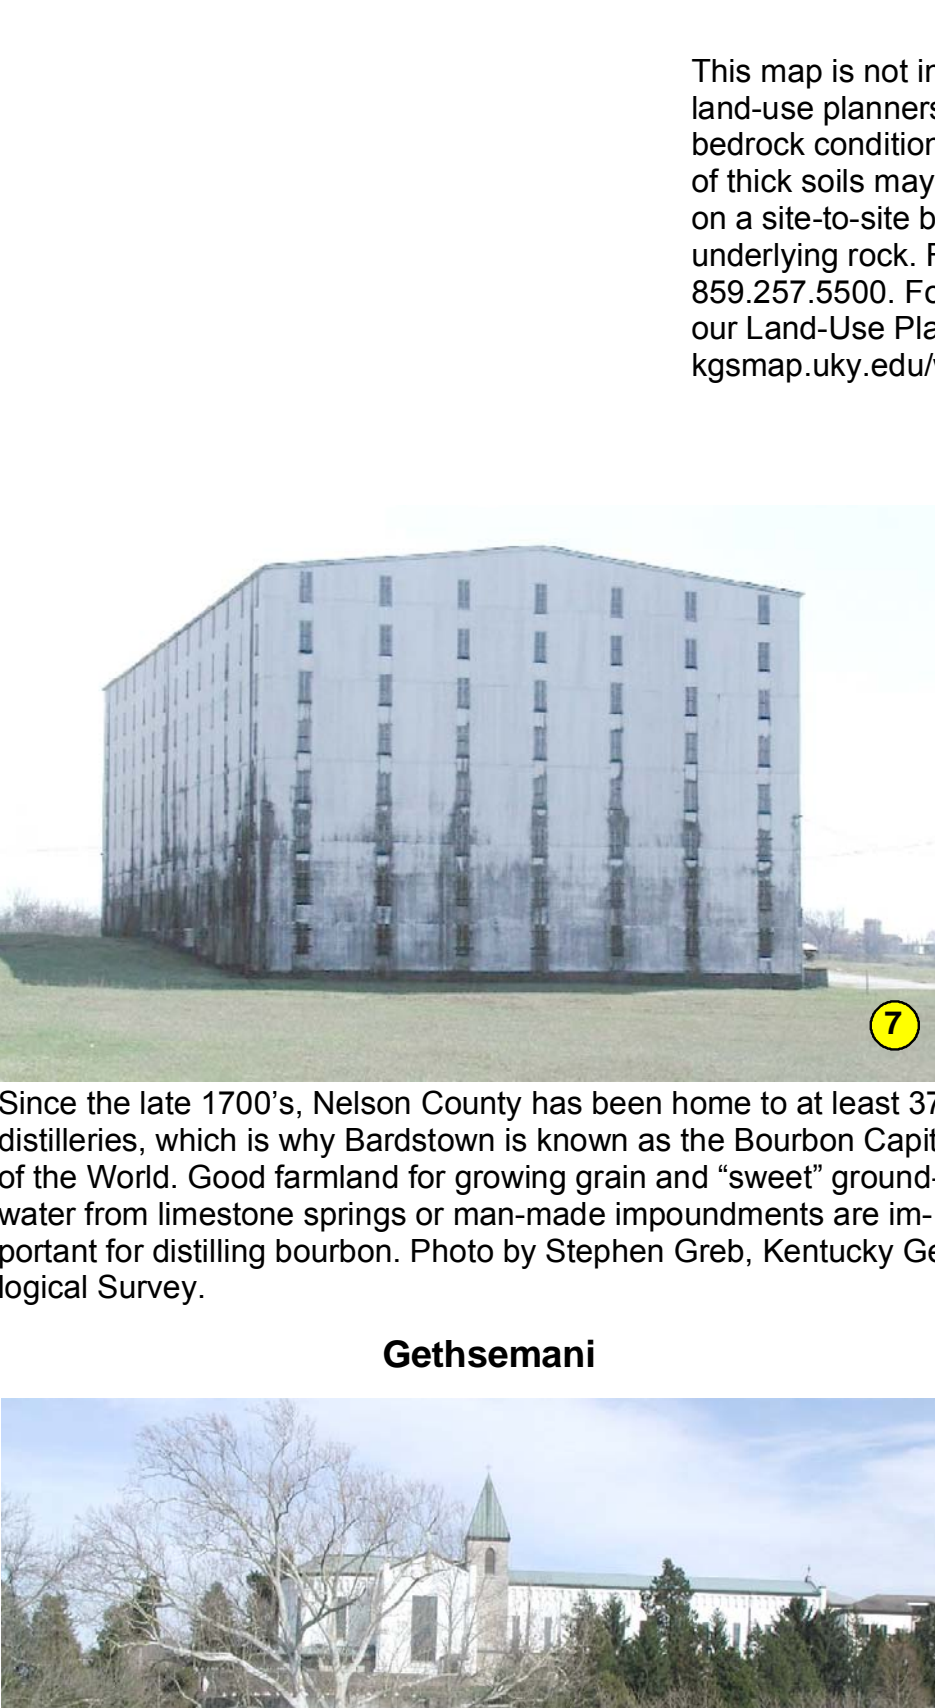 This map is not in
land-use planners
bedrock condition
of thick soils may
on a site-to-site b
underlying rock. F
859.257.5500. Fo
our Land-Use Pla
kgsmap.uky.edu/
7
Since the late 1700’s, Nelson County has been home to at least 37
distilleries, which is why Bardstown is known as the Bourbon Capit
of the World. Good farmland for growing grain and “sweet” ground-
water from limestone springs or man-made impoundments are im-
portant for distilling bourbon. Photo by Stephen Greb, Kentucky Ge
logical Survey.
Gethsemani